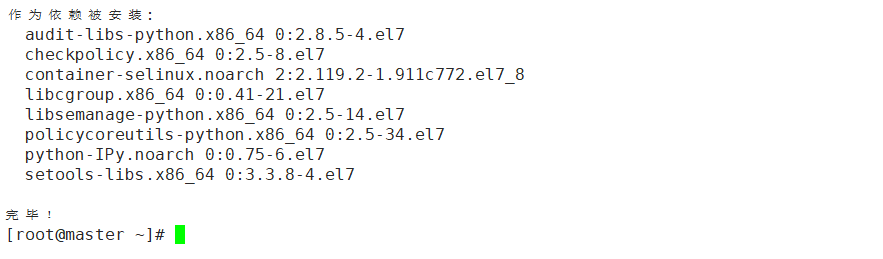 作为依赖被安装:
audit-libs-python.x86_64 0:2.8.5-4.el7
checkpolicy.x86_64 0:2.5-8.el7
container-selinux.noarch 2:2.119.2-1.911c772.el7_8
libcgroup.x86_64 0:0.41-21.el7
libsemanage-python.x86_64 0:2.5-14.el7
policycoreutils-python.x86_64 0:2.5-34.el7
python-IPy.noarch 0:0.75-6.el7
setools-libs.x86_64 0:3.3.8-4.el7
完毕!
[root@master ~]#